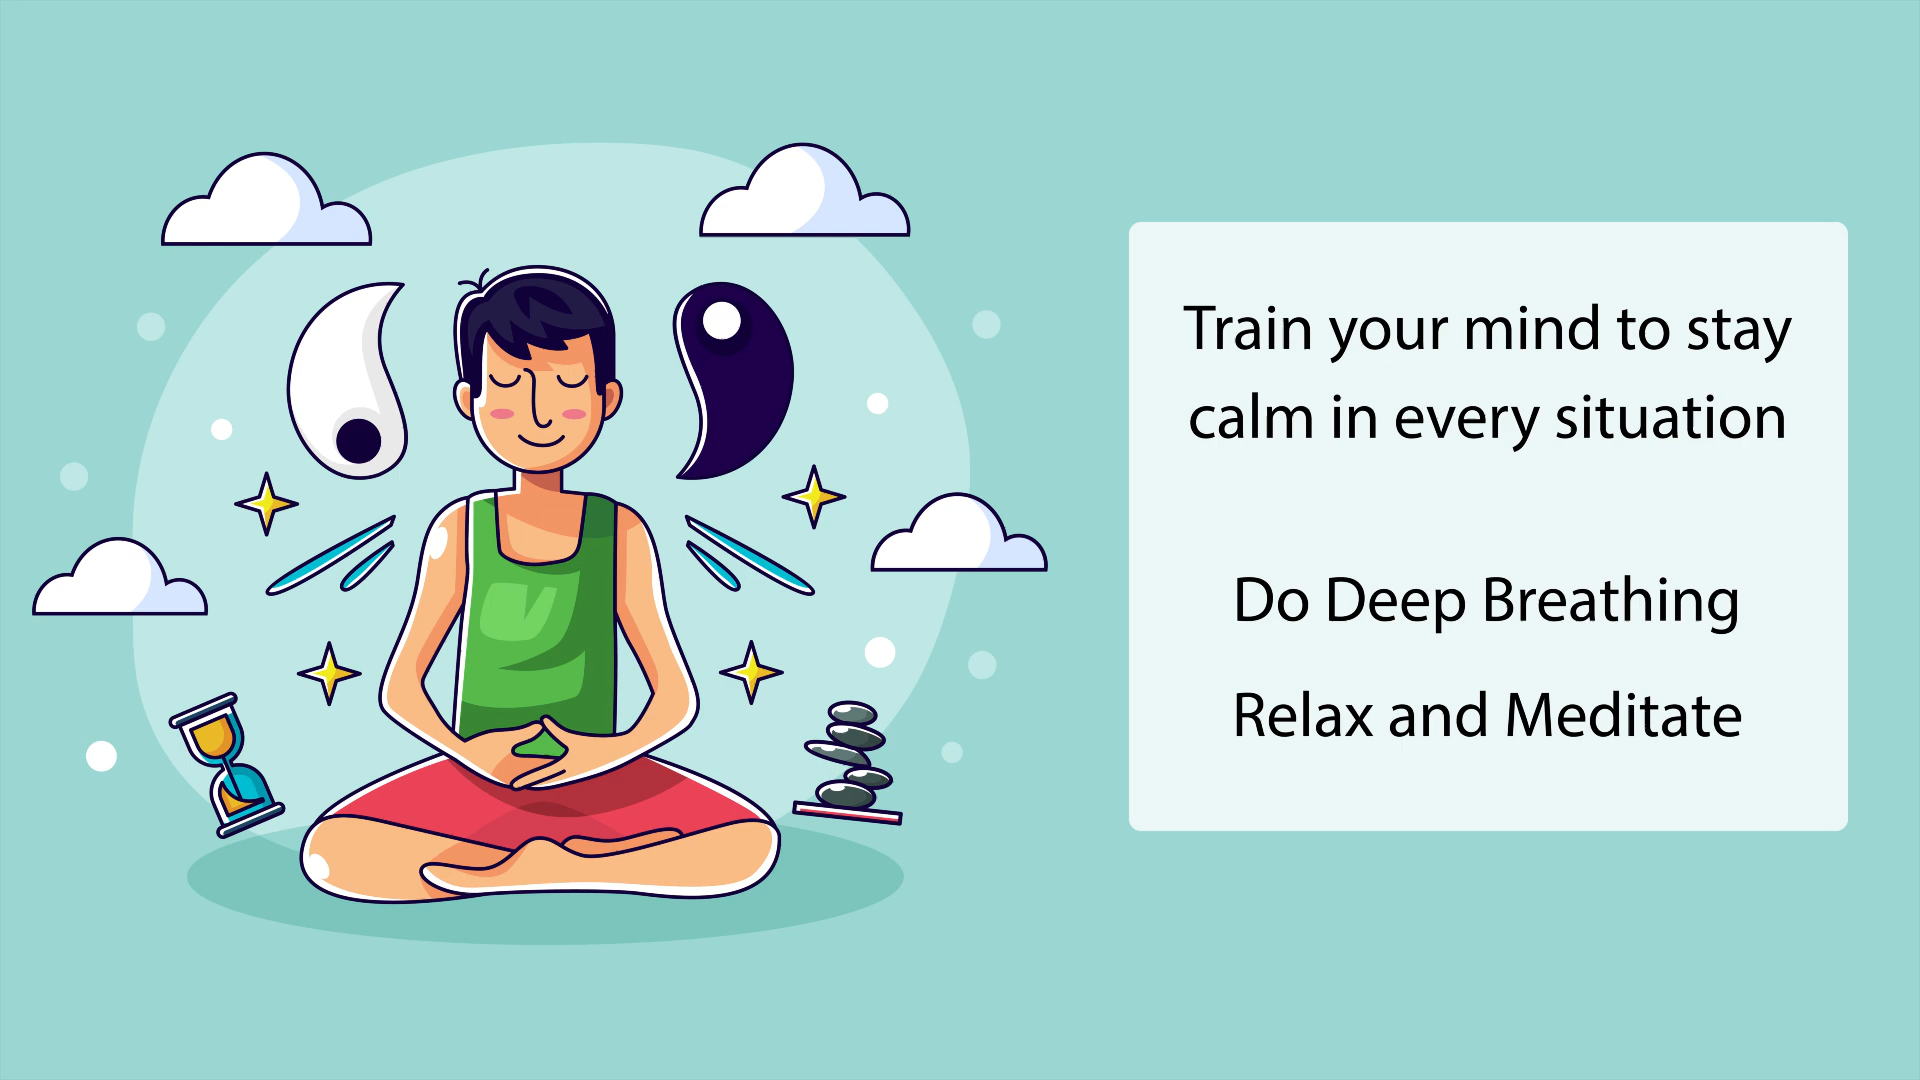 Train your mind to stay
calm in every situation
Do Deep Breathing
Relax and Meditate